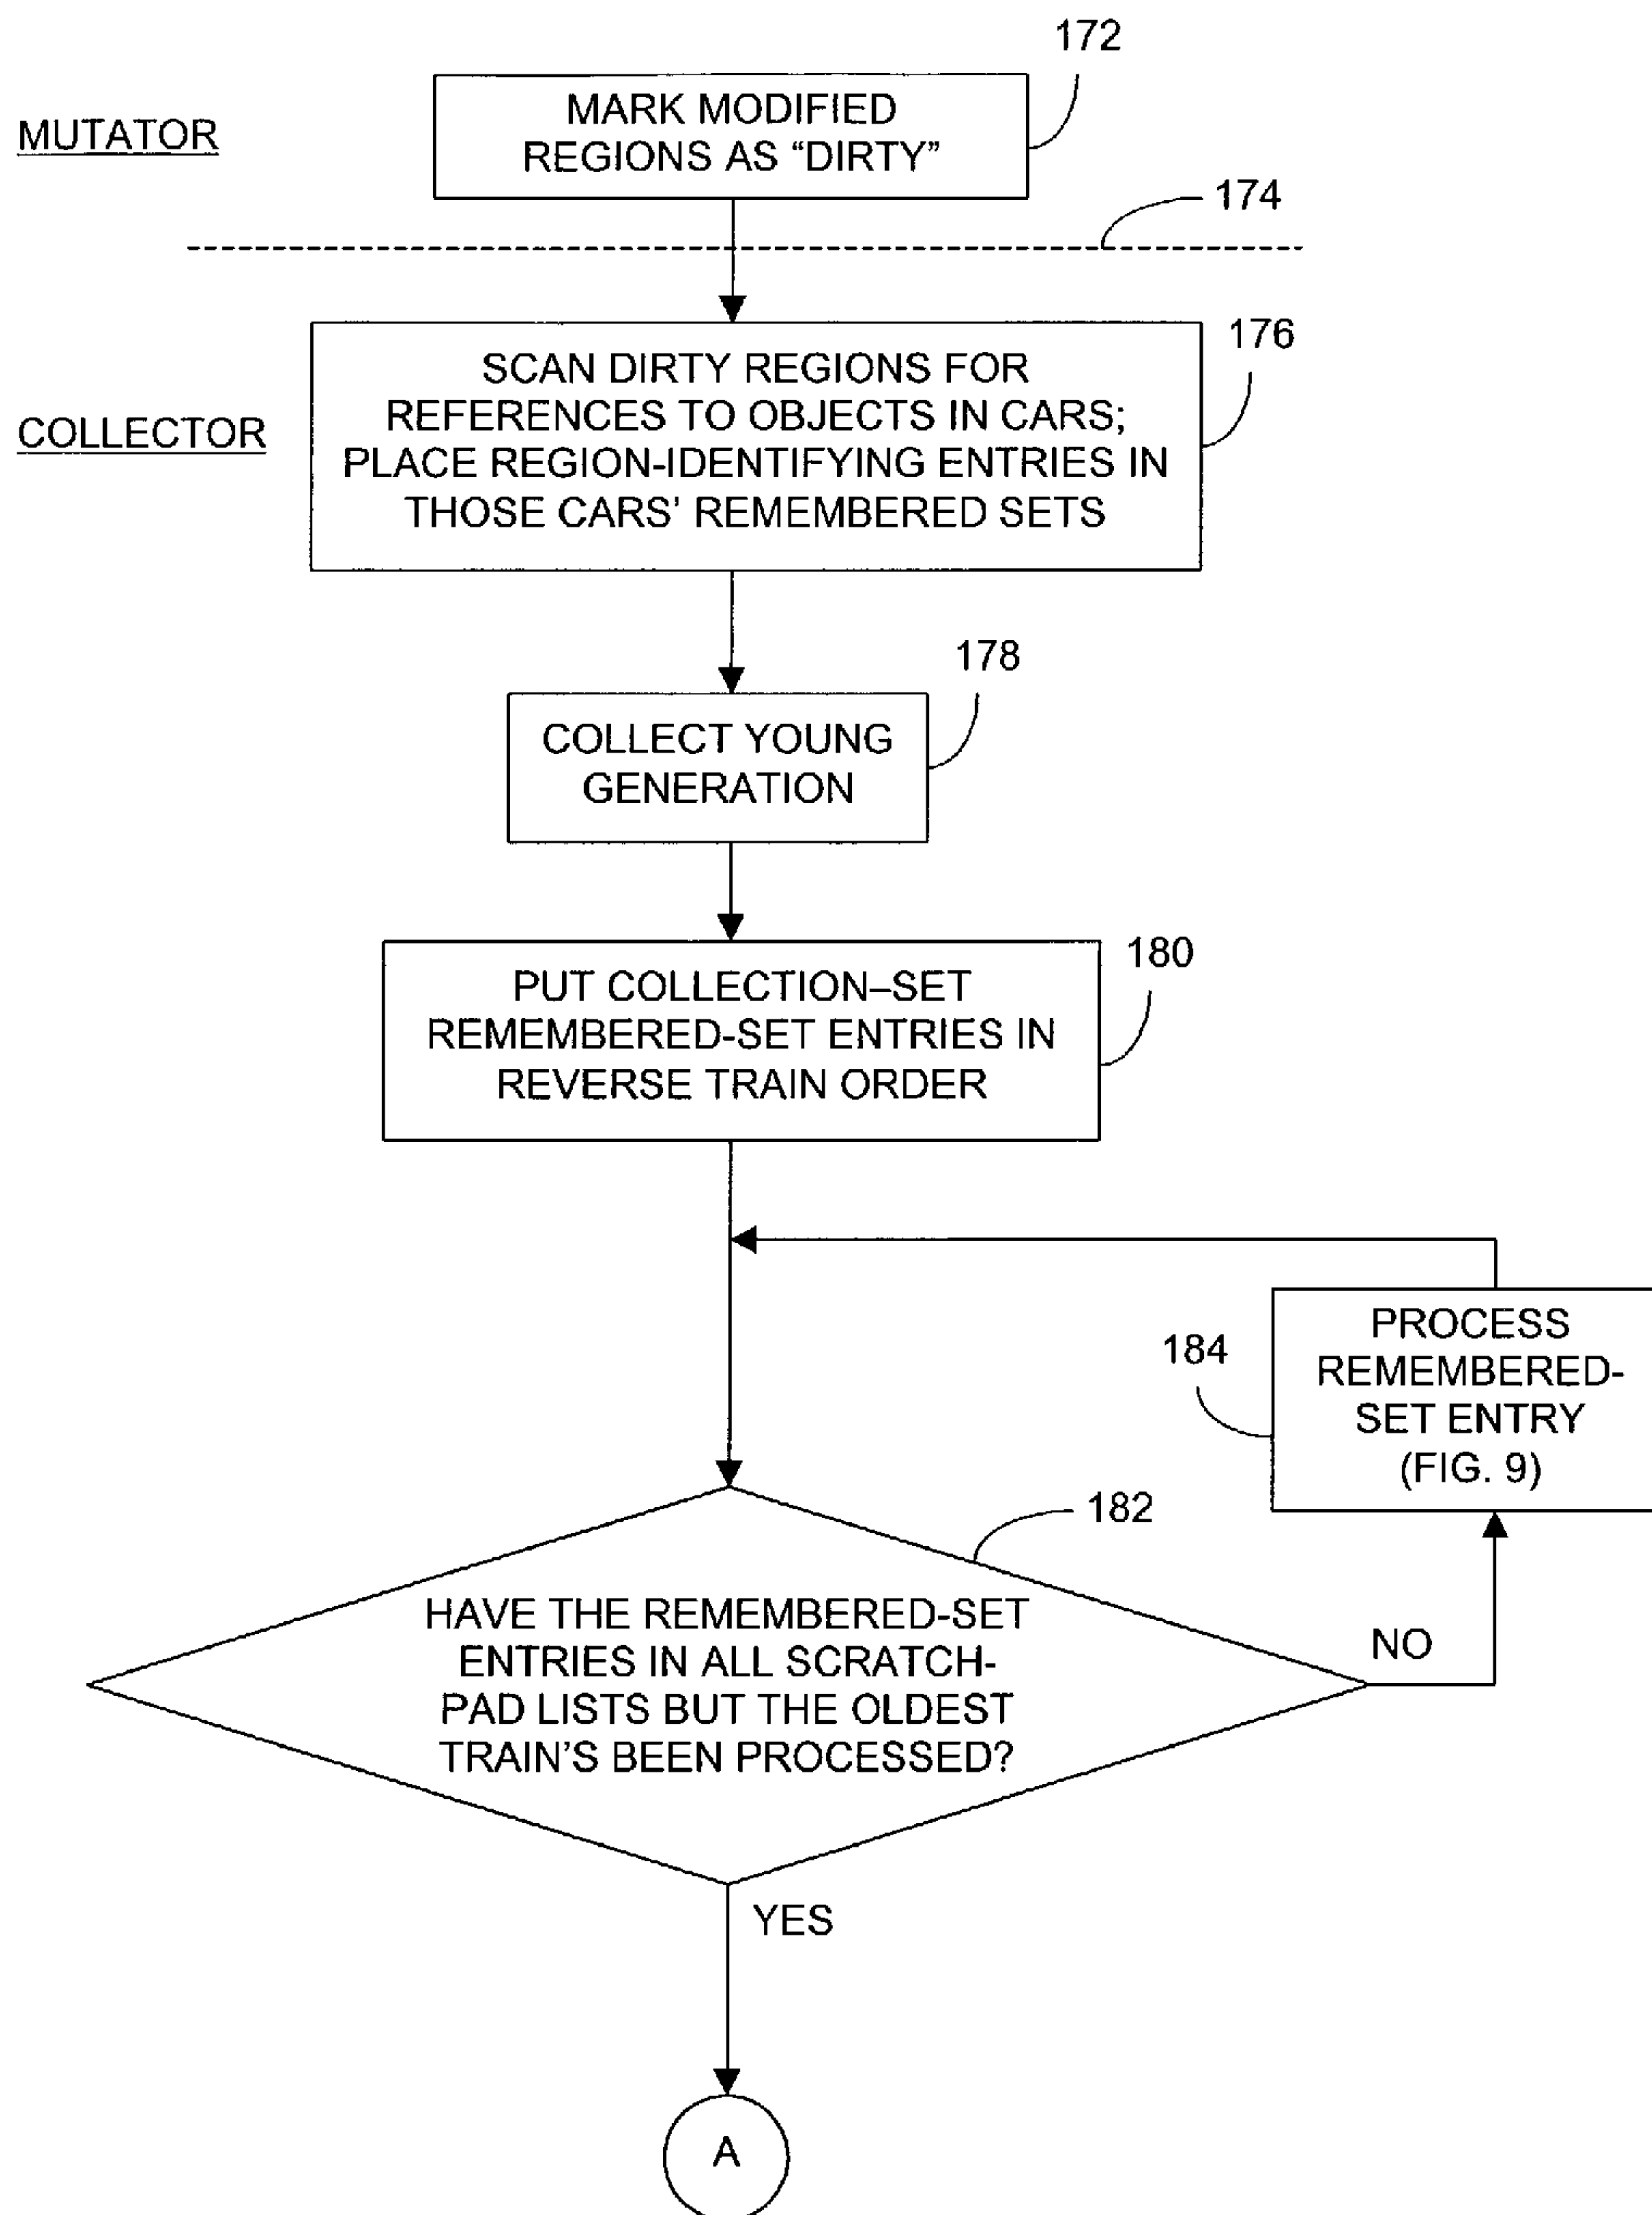 172
MUTATOR
MARK MODIFIED
REGIONS AS “DIRTY”
174
176
COLLECTOR
SCAN DIRTY REGIONS FOR
REFERENCES TO OBJECTS IN CARS;
PLACE REGION-IDENTIFYING ENTRIES IN
THOSE CARS’ REMEMBERED SETS
178
COLLECT YOUNG
GENERATION
180
PUT COLLECTION–SET
REMEMBERED-SET ENTRIES IN
REVERSE TRAIN ORDER
184
PROCESS
REMEMBERED-
SET ENTRY
(FIG. 9)
182
HAVE THE REMEMBERED-SET
ENTRIES IN ALL SCRATCH-
PAD LISTS BUT THE OLDEST
TRAIN’S BEEN PROCESSED?
NO
YES
A